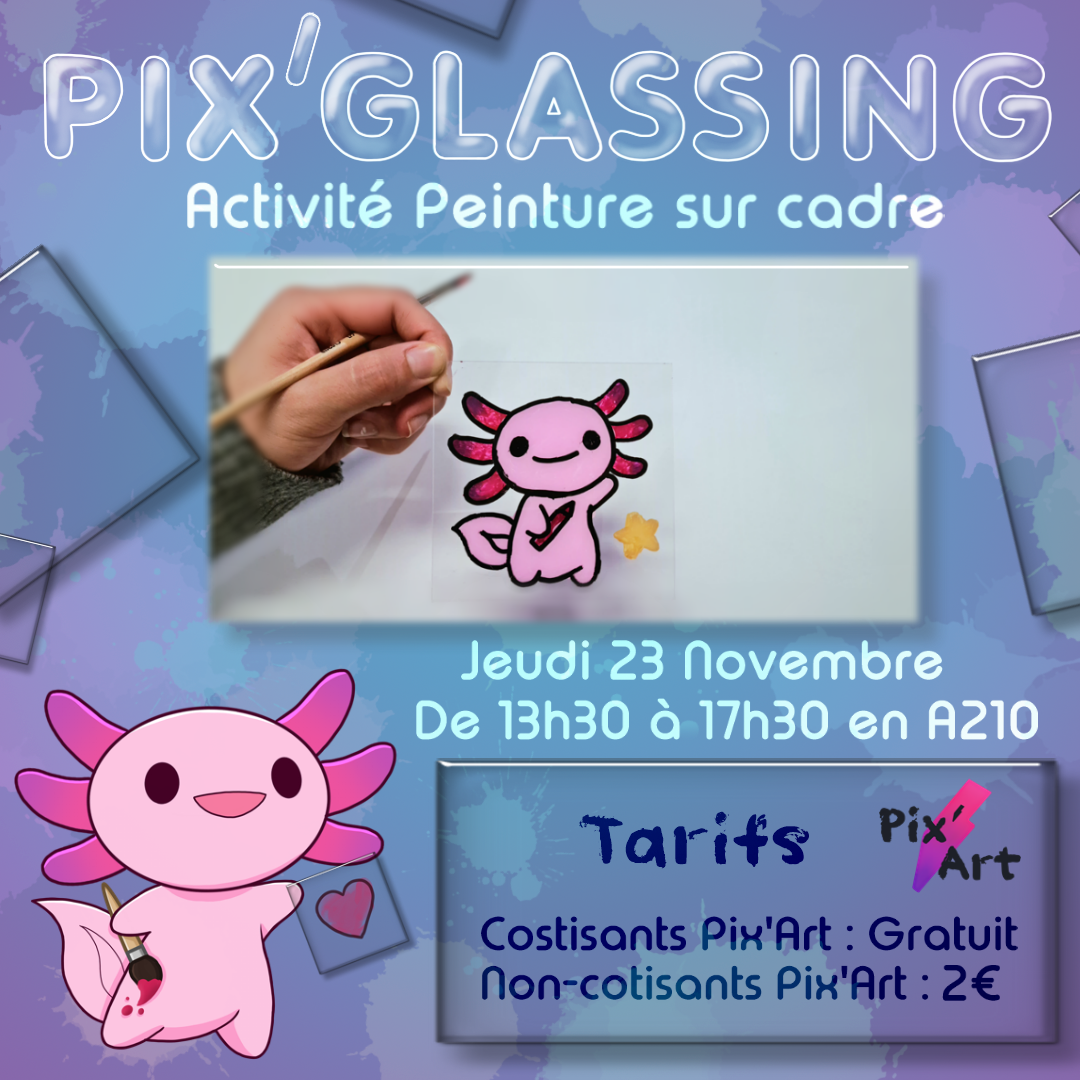 PIX'GLASSING
Activité Peinture sur cadre
Jeudi 23 Novembre
De 13h30 à 17h30 en A210
Tarifs
Pix'
Art
Costisants Pix'Art : Gratuit
Non-cotisants Pix'Art : 2€